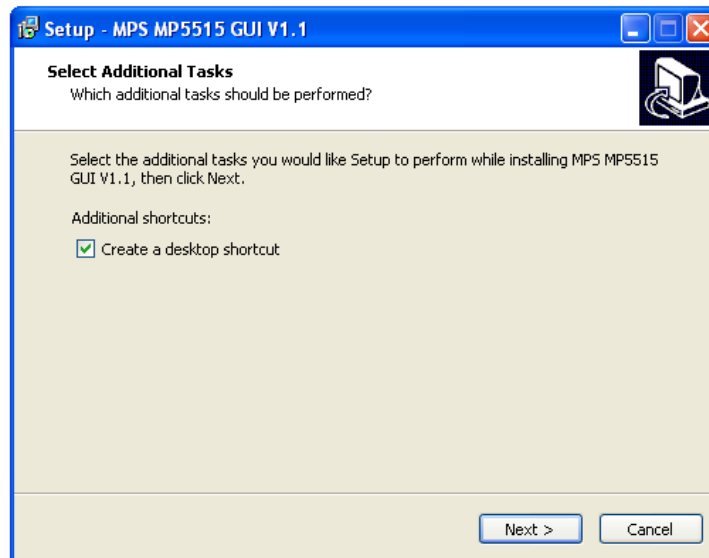 Setup - MPS MP5515 GUI V1.1
Select Additional Tasks
Which additional tasks should be performed?
Select the additional tasks you would like Setup to perform while installing MPS MP5515
GUI V1.1, then click Next.
Additional shortcuts:
Create a desktop shortcut
Next >
Cancel